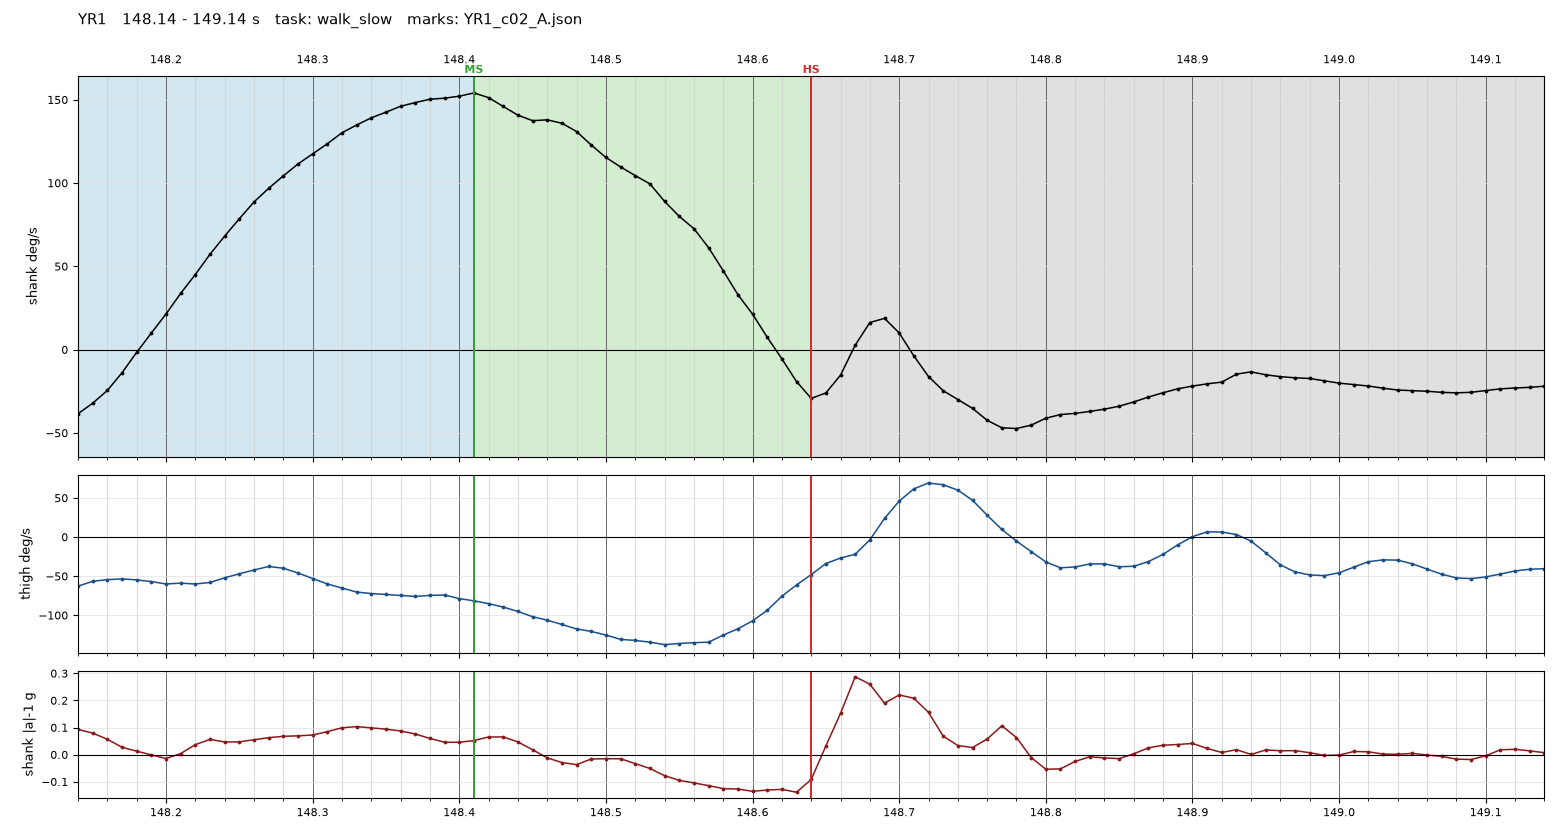 YR1   148.14 - 149.14 s   task: walk_slow   marks: YR1_c02_A.json
148.2 148.3 148.4 148.5 148.6 148.7 148.8 148.9 149.0 149.1
MS HS
shank deg/s
150
100
50
0
−50
thigh deg/s
50
0
−50
−100
shank |a|-1 g
0.3
0.2
0.1
0.0
−0.1
148.2 148.3 148.4 148.5 148.6 148.7 148.8 148.9 149.0 149.1